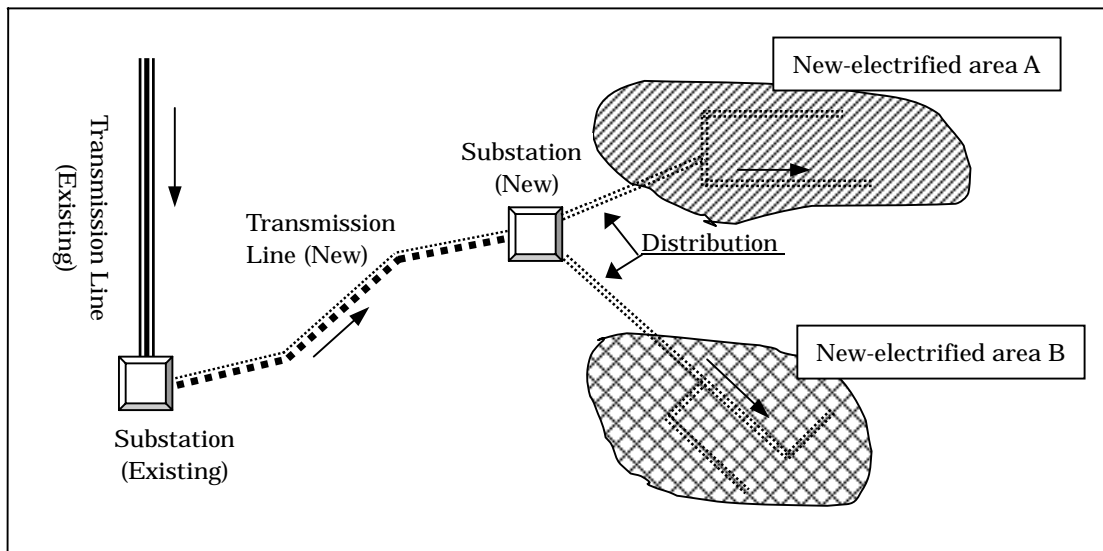 New-electrified area A
Transmission Line
(Existing)
Substation
(New)
Transmission
Line (New)
Distribution
New-electrified area B
Substation
(Existing)